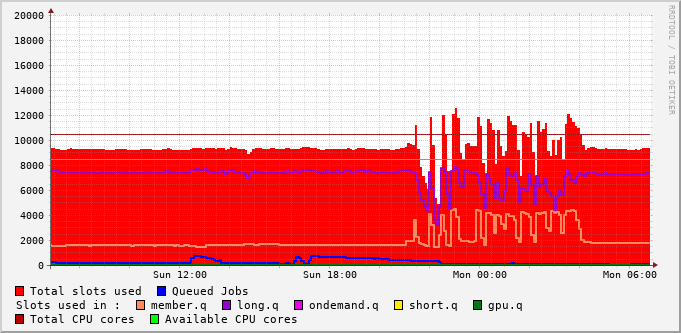 20000
18000
16000
14000
12000
10000
8000
6000
4000
2000
0
Sun 12:00 Sun 18:00 Mon 00:00 Mon 06:00
Total slots used Queued Jobs
Slots used in : member.q long.q ondemand.q short.q gpu.q
Total CPU cores Available CPU cores
RRDTOOL / TOBI OETIKER